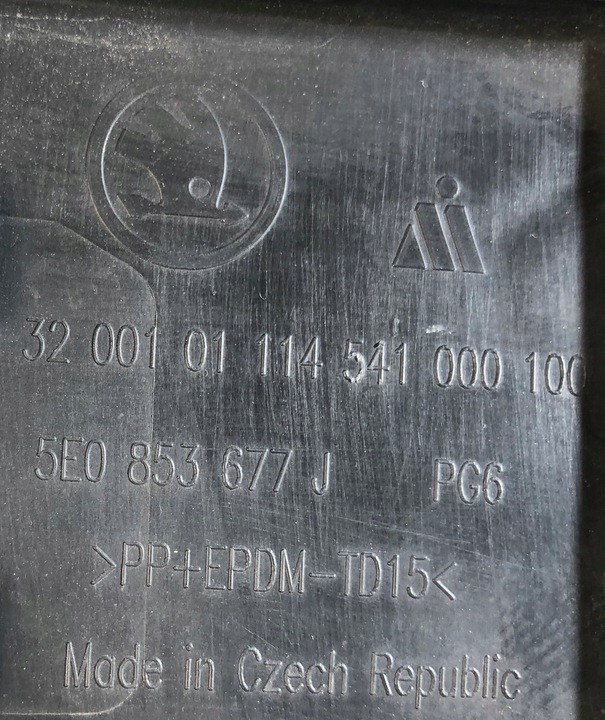 32 001 01 114 541 000 100
5E0 853 677 J PG6
>PP+EPDM-TD15<
Made in Czech Republic